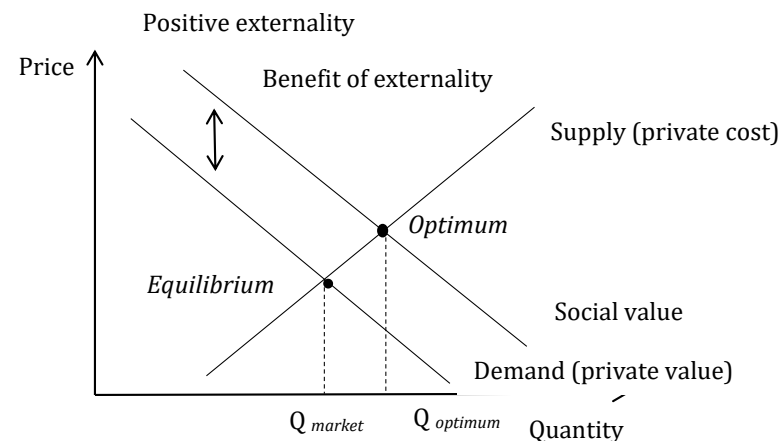 Positive externality
Price
Benefit of externality
Supply (private cost)
Optimum
Equilibrium
Social value
Demand (private value)
Q market
Q optimum
Quantity